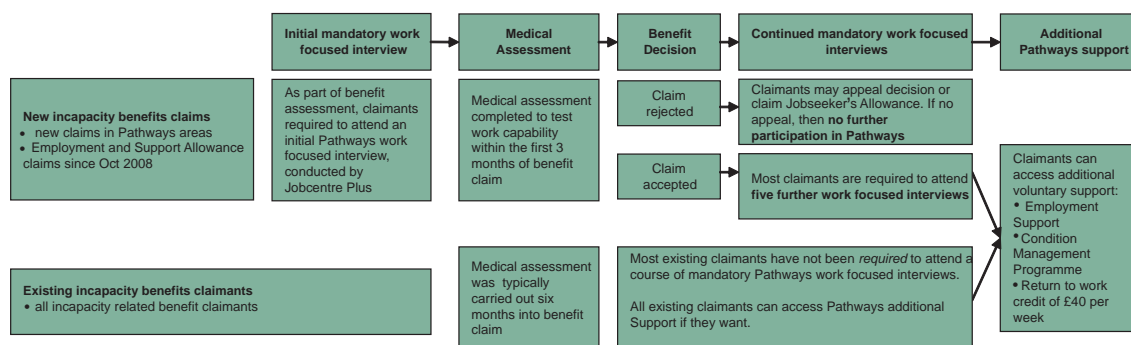 Initial mandatory work
focused interview
Medical
Assessment
Benefit
Decision
Continued mandatory work focused
interviews
Additional
Pathways support
New incapacity benefits claims
• new claims in Pathways areas
• Employment and Support Allowance
claims since Oct 2008
As part of benefit
assessment, claimants
required to attend an
initial Pathways work
focused interview,
conducted by
Jobcentre Plus
Medical assessment
completed to test
work capability
within the first 3
months of benefit
claim
Claim
rejected
Claimants may appeal decision or
claim Jobseeker's Allowance. If no
appeal, then no further
participation in Pathways
Claim
accepted
Most claimants are required to attend
five further work focused interviews
Claimants can
access additional
voluntary support:
• Employment
Support
• Condition
Management
Programme
• Return to work
credit of £40 per
week
Existing incapacity benefits claimants
• all incapacity related benefit claimants
Medical assessment
was typically
carried out six
months into benefit
claim
Most existing claimants have not been required to attend a
course of mandatory Pathways work focused interviews.
All existing claimants can access Pathways additional
Support if they want.